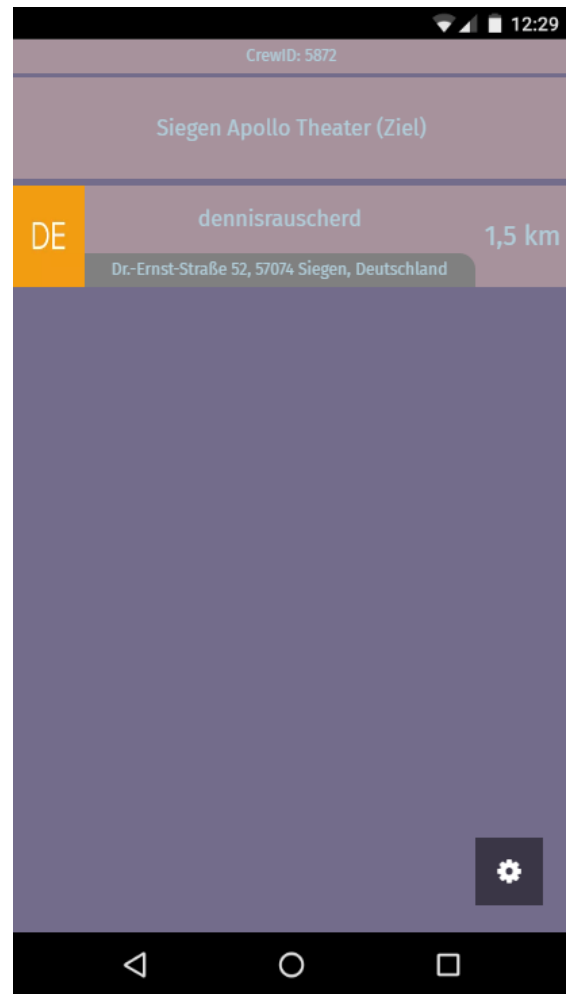 12:29
CrewID: 5872
Siegen Apollo Theater (Ziel)
DE
dennisrauscherd
1,5 km
Dr.-Ernst-Straße 52, 57074 Siegen, Deutschland